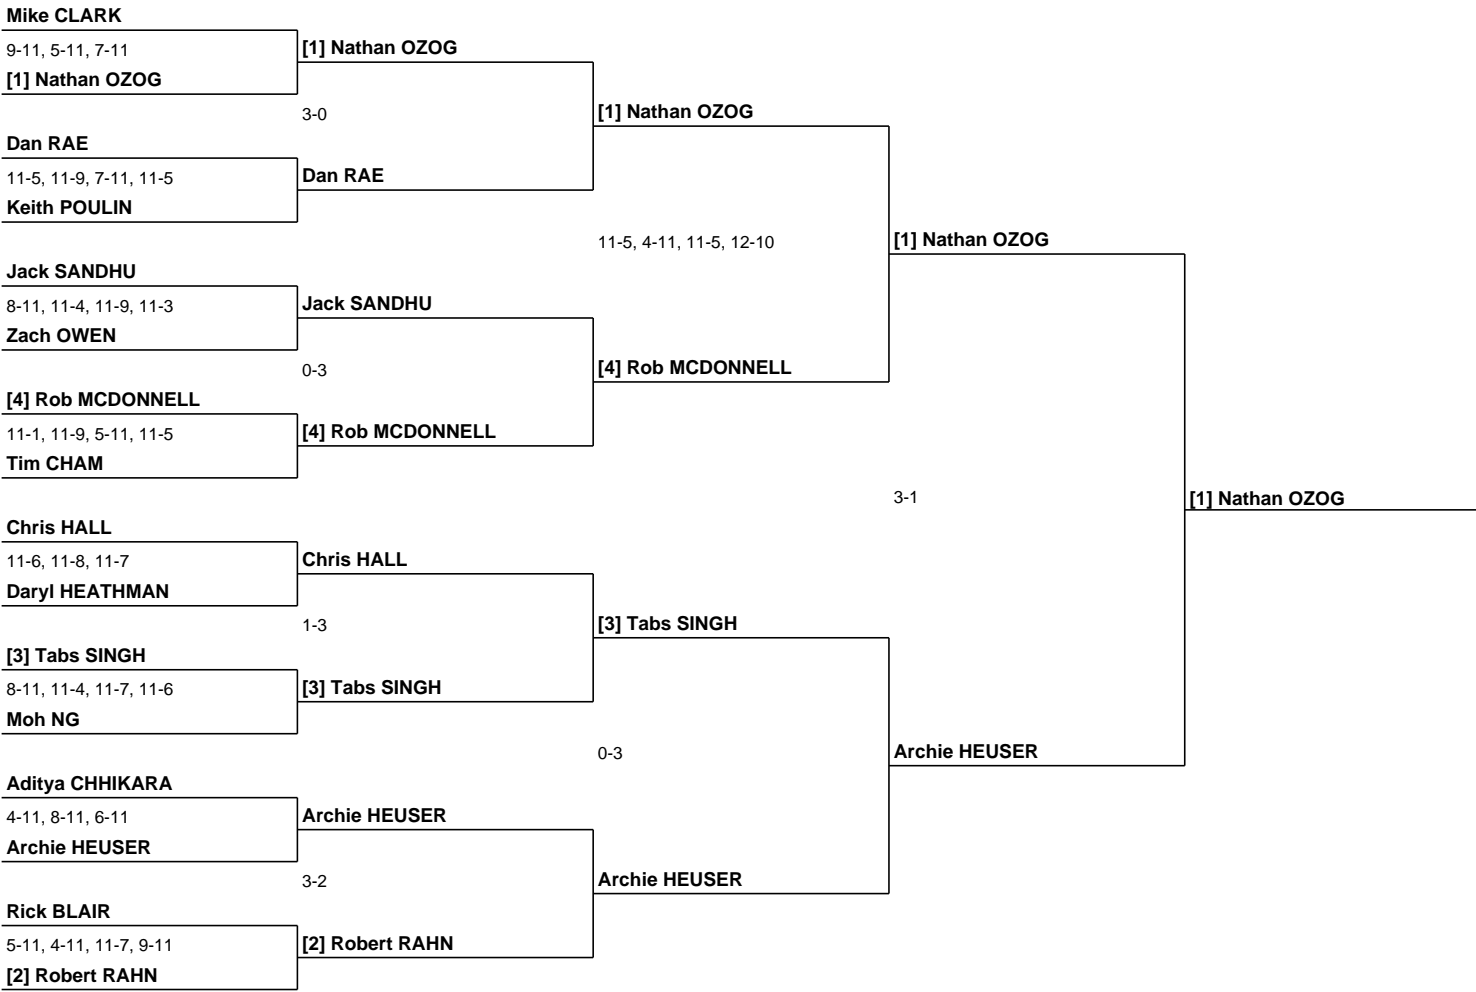 Mike CLARK
9-11, 5-11, 7-11
[1] Nathan OZOG
[1] Nathan OZOG
3-0
[1] Nathan OZOG
Dan RAE
11-5, 11-9, 7-11, 11-5
Dan RAE
Keith POULIN
11-5, 4-11, 11-5, 12-10
[1] Nathan OZOG
Jack SANDHU
8-11, 11-4, 11-9, 11-3
Jack SANDHU
Zach OWEN
0-3
[4] Rob MCDONNELL
[4] Rob MCDONNELL
11-1, 11-9, 5-11, 11-5
[4] Rob MCDONNELL
Tim CHAM
3-1
[1] Nathan OZOG
Chris HALL
11-6, 11-8, 11-7
Chris HALL
Daryl HEATHMAN
1-3
[3] Tabs SINGH
[3] Tabs SINGH
8-11, 11-4, 11-7, 11-6
[3] Tabs SINGH
Moh NG
0-3
Archie HEUSER
Aditya CHHIKARA
4-11, 8-11, 6-11
Archie HEUSER
Archie HEUSER
3-2
Archie HEUSER
Rick BLAIR
5-11, 4-11, 11-7, 9-11
[2] Robert RAHN
[2] Robert RAHN